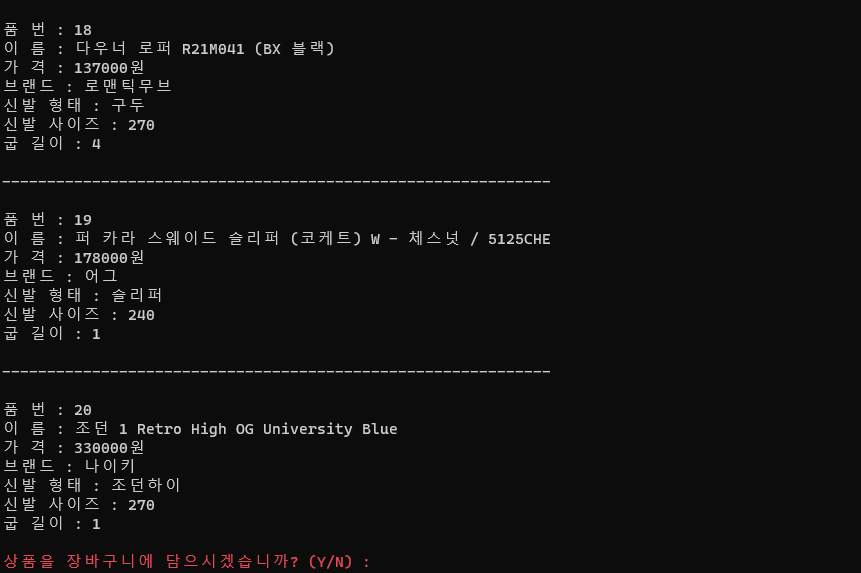 품 번 : 18
이 름 : 다우너 로퍼 R21M041 (BX 블랙)
가 격 : 137000원
브랜드 : 로맨틱무브
신발 형태 : 구두
신발 사이즈 : 270
굽 길이 : 4
-------------------------------------------------------------
품 번 : 19
이 름 : 퍼 카라 스웨이드 슬리퍼 (코케트) W - 체스넛 / 5125CHE
가 격 : 178000원
브랜드 : 어그
신발 형태 : 슬리퍼
신발 사이즈 : 240
굽 길이 : 1
-------------------------------------------------------------
품 번 : 20
이 름 : 조던 1 Retro High OG University Blue
가 격 : 330000원
브랜드 : 나이키
신발 형태 : 조던하이
신발 사이즈 : 270
굽 길이 : 1
상품을 장바구니에 담으시겠습니까? (Y/N) :